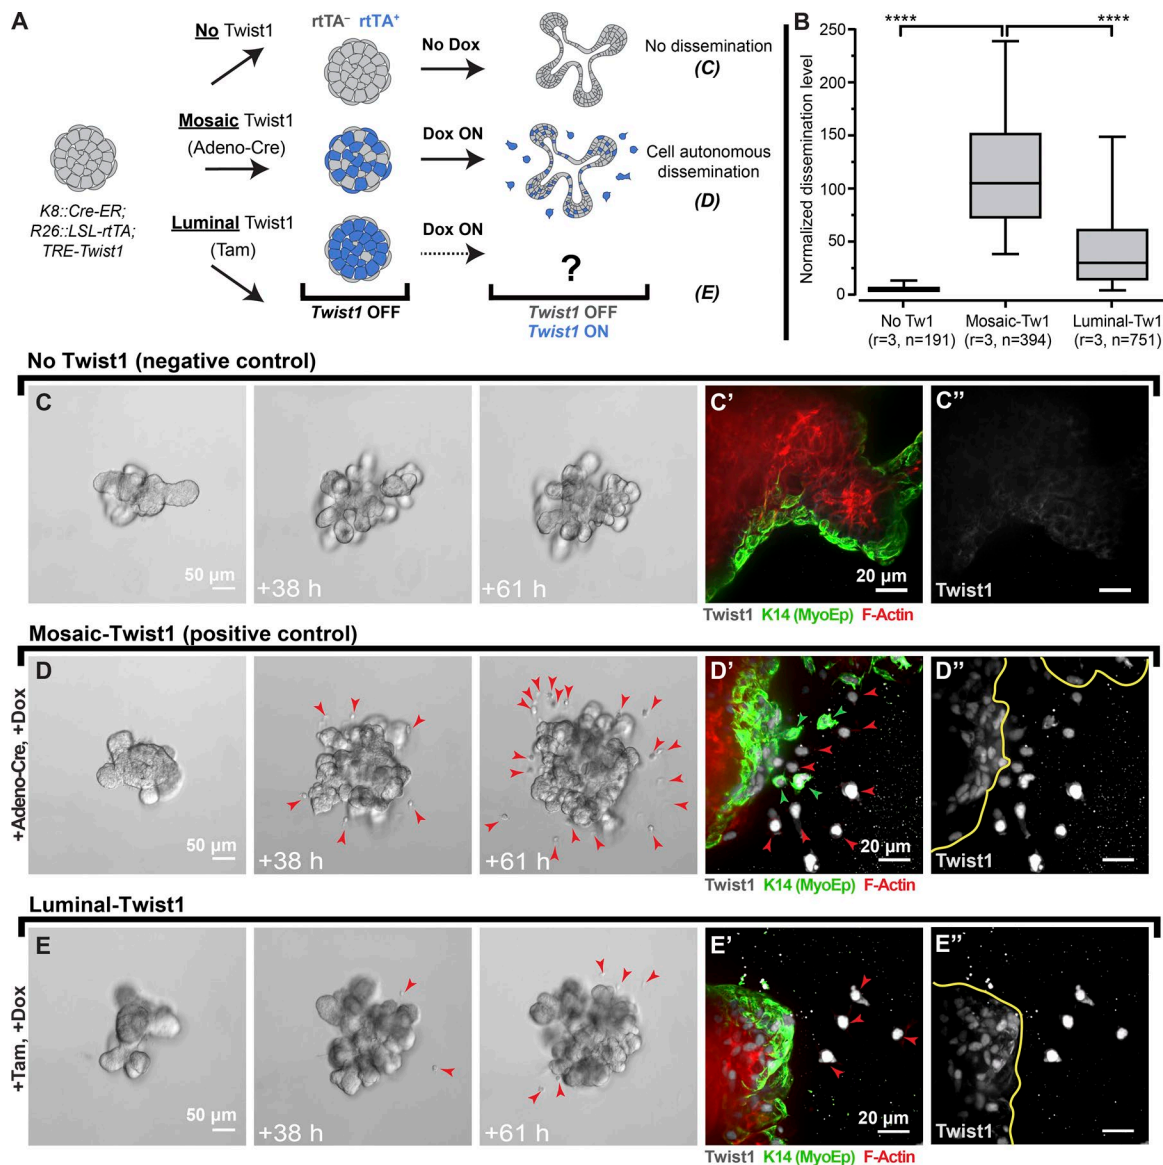 A
No Twist1
rtTA– rtTA+
No Dox
No dissemination
(C)
Mosaic Twist1
(Adeno-Cre)
Dox ON
Cell autonomous
dissemination
(D)
K8::Cre-ER;
R26::LSL-rtTA;
TRE-Twist1
Luminal Twist1
(Tam)
Dox ON
?
(E)
Twist1 OFF
Twist1 OFF
Twist1 ON
B
****
****
Normalized dissemination level
250
200
150
100
50
0
No Tw1
(r=3, n=191)
Mosaic-Tw1
(r=3, n=394)
Luminal-Tw1
(r=3, n=751)
No Twist1 (negative control)
C
50 µm
+38 h
+61 h
C’
20 µm
Twist1 K14 (MyoEp) F-Actin
C’’
Twist1
Mosaic-Twist1 (positive control)
+Adeno-Cre, +Dox
D
50 µm
+38 h
+61 h
D’
20 µm
Twist1 K14 (MyoEp) F-Actin
D’’
Twist1
Luminal-Twist1
+Tam, +Dox
E
50 µm
+38 h
+61 h
E’
20 µm
Twist1 K14 (MyoEp) F-Actin
E’’
Twist1